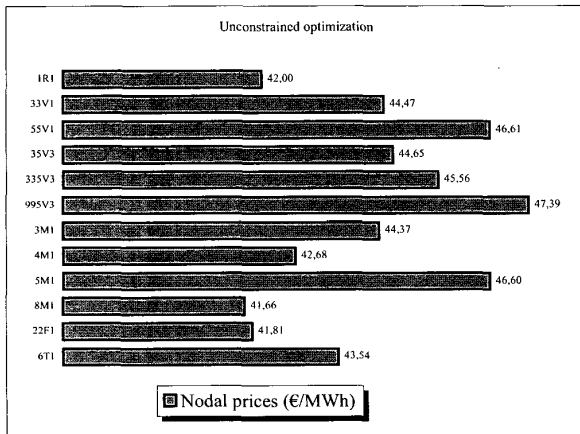 Unconstrained optimization
1R1 42,00
33V1 44,47
55V1 46,61
35V3 44,65
335V3 45,56
995V3 47,39
3M1 44,37
4M1 42,68
5M1 46,60
8M1 41,66
22F1 41,81
6T1 43,54
Nodal prices (€/MWh)